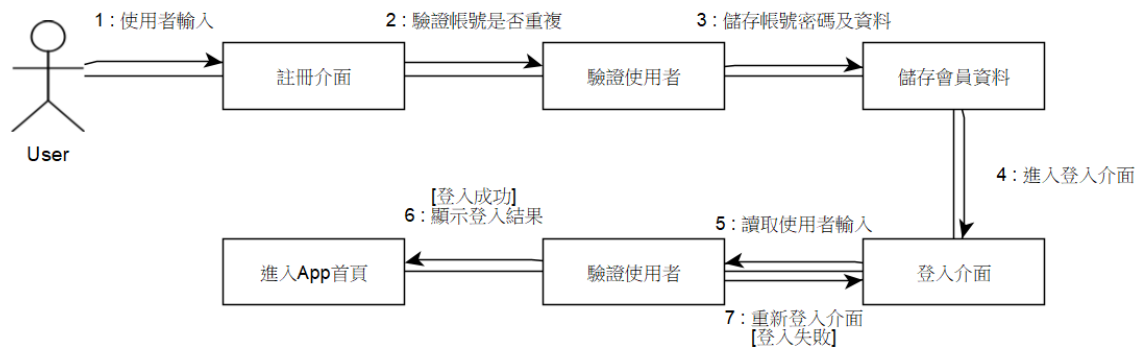 1 : 使用者輸入
2 : 驗證帳號是否重複
3 : 儲存帳號密碼及資料
註冊介面
驗證使用者
儲存會員資料
User
4 : 進入登入介面
[登入成功]
6 : 顯示登入結果
5 : 讀取使用者輸入
進入App首頁
驗證使用者
登入介面
7 : 重新登入介面
[登入失敗]